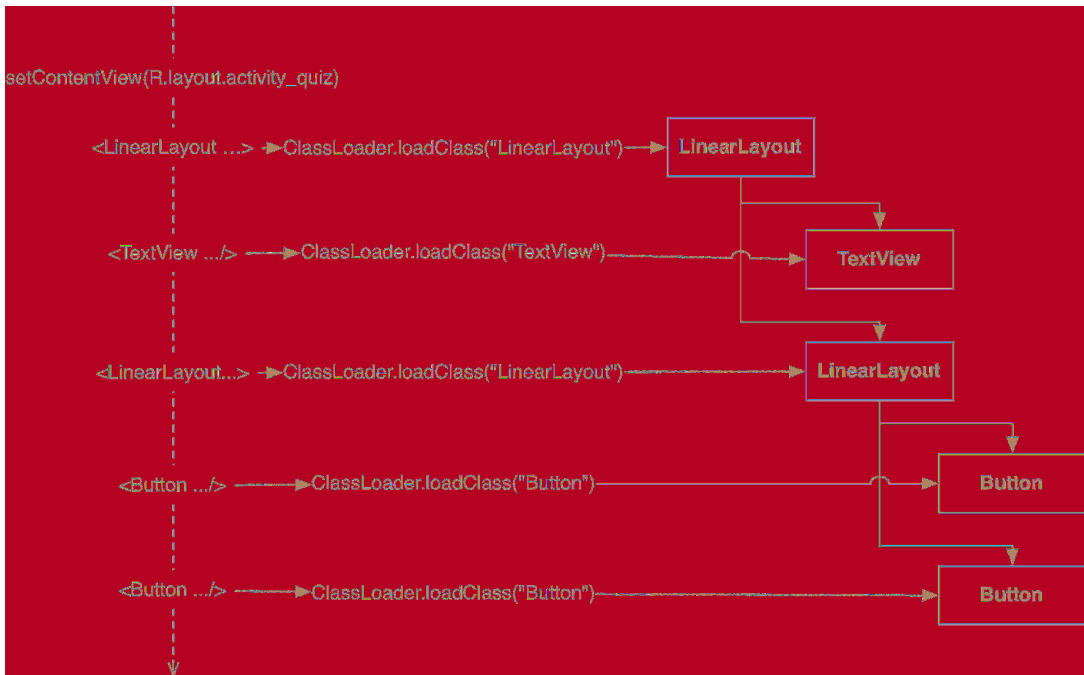 setContentView(R.layout.activity_quiz)
<LinearLayout ...> ClassLoader.loadClass("LinearLayout") LinearLayout
<TextView .../> ClassLoader.loadClass("TextView") TextView
<LinearLayout...> ClassLoader.loadClass("LinearLayout") LinearLayout
<Button .../> ClassLoader.loadClass("Button") Button
<Button .../> ClassLoader.loadClass("Button") Button